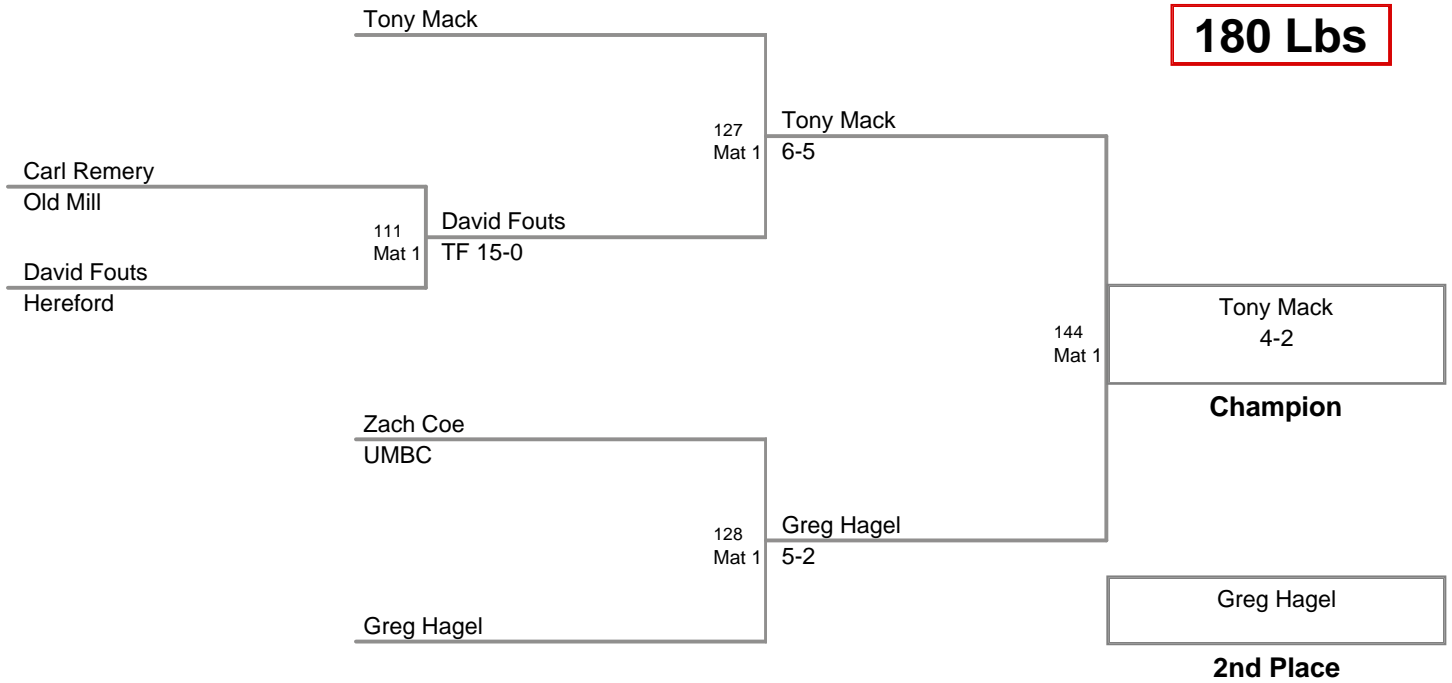 Tony Mack
180 Lbs
127
Mat 1
Tony Mack
6-5
Carl Remery
Old Mill
111
Mat 1
David Fouts
TF 15-0
David Fouts
Hereford
144
Mat 1
Tony Mack
4-2
Champion
Zach Coe
UMBC
128
Mat 1
Greg Hagel
5-2
Greg Hagel
Greg Hagel
2nd Place